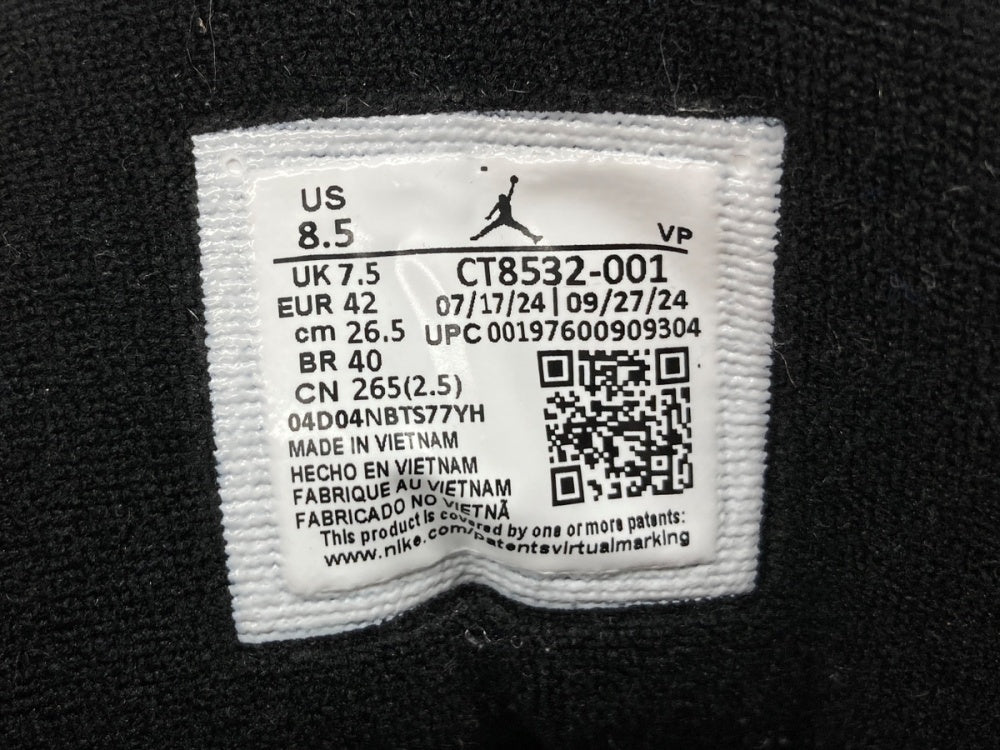 US
8.5
VP
UK 7.5
CT8532-001
EUR 42
07/17/24 | 09/27/24
cm 26.5
UPC 00197600909304
BR 40
CN 265(2.5)
04D04NBTS77YH
MADE IN VIETNAM
HECHO EN VIETNAM
FABRIQUE AU VIETNAM
FABRICADO NO VIETNÃ
This product is covered by one or more patents:
www.nike.com/patentsvirtualmarking